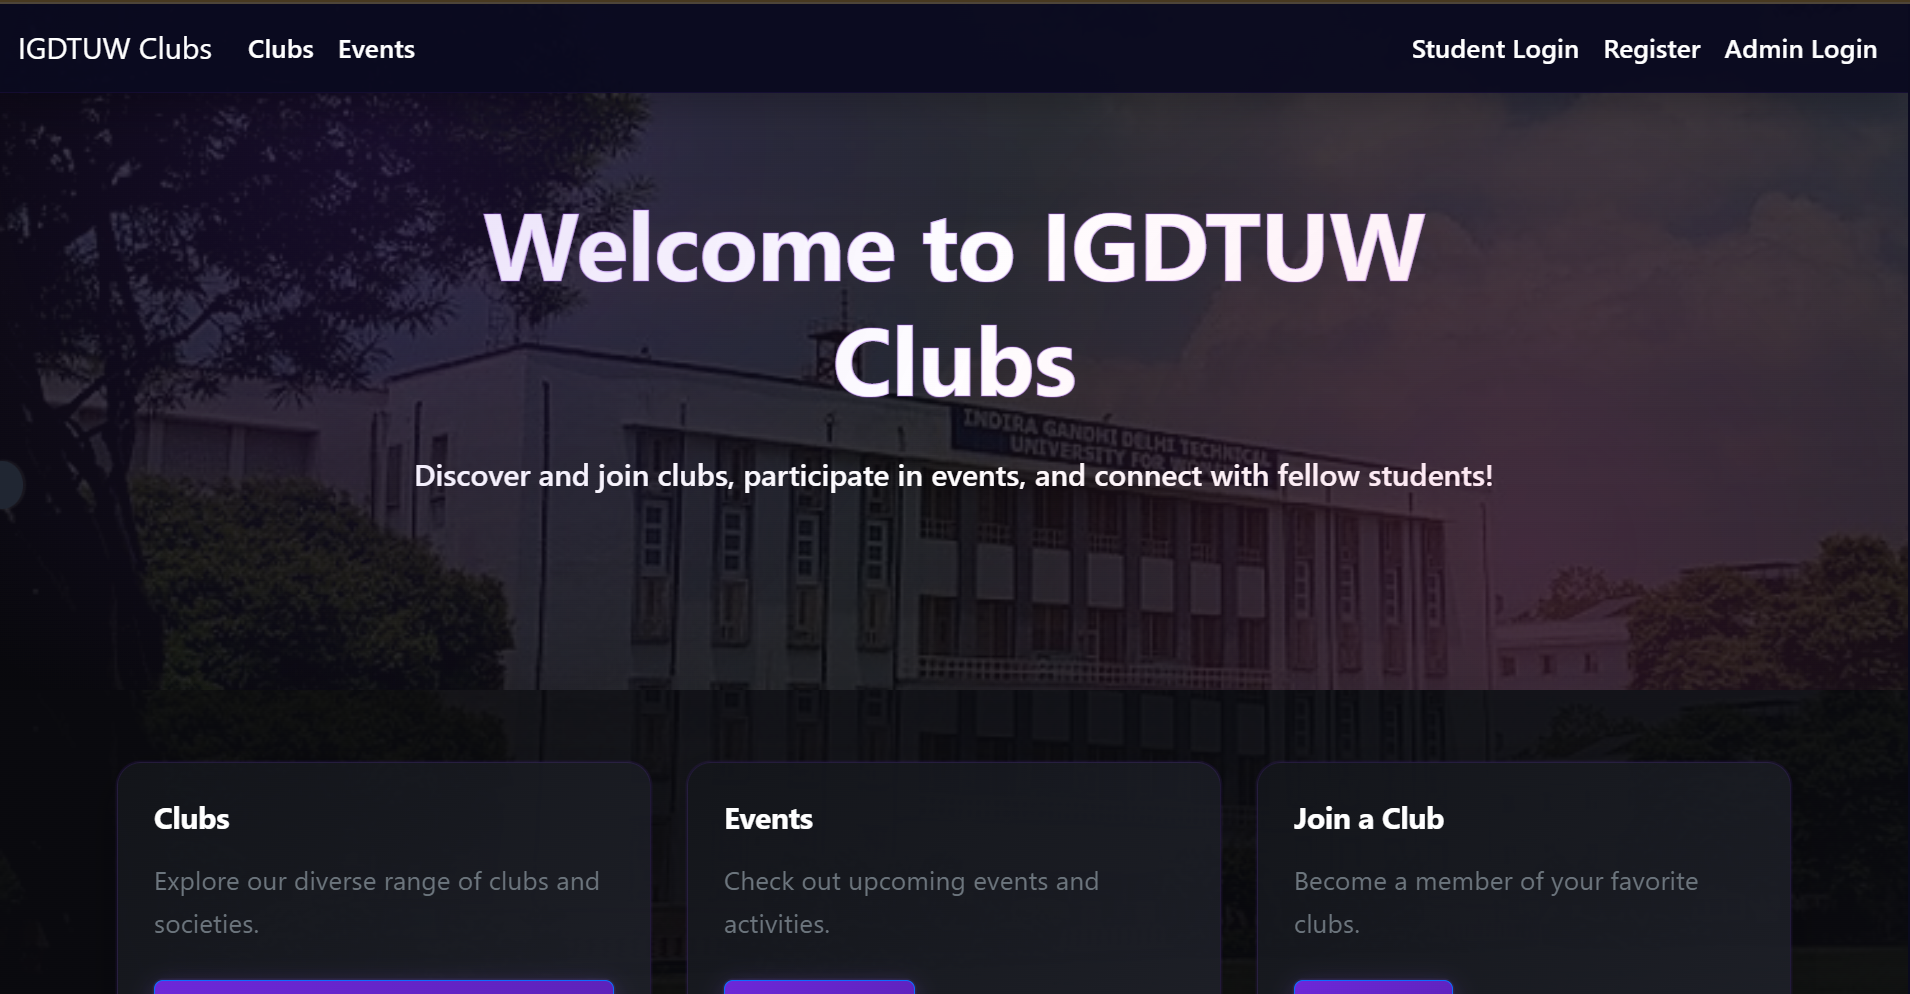 IGDTUW Clubs Clubs Events Student Login Register Admin Login
Welcome to IGDTUW
Clubs
INDIRA GANDHI DELHI TECHNICAL
UNIVERSITY FOR
Discover and join clubs, participate in events, and connect with fellow students!
Clubs
Explore our diverse range of clubs and
societies.
Events
Check out upcoming events and
activities.
Join a Club
Become a member of your favorite
clubs.